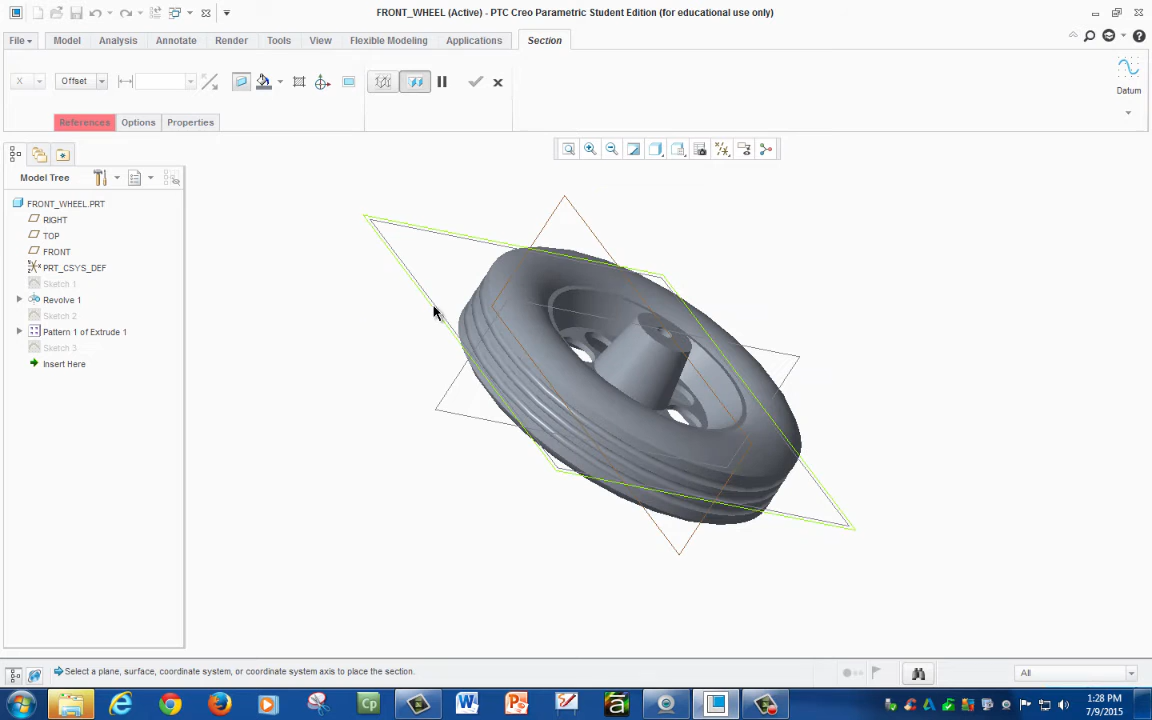 FRONT_WHEEL (Active) - PTC Creo Parametric Student Edition (for educational use only)
File Model Analysis Annotate Render Tools View Flexible Modeling Applications Section
X Offset
Datum
References Options Properties
Model Tree
FRONT_WHEEL.PRT
RIGHT
TOP
FRONT
PRT_CSYS_DEF
Sketch 1
Revolve 1
Sketch 2
Pattern 1 of Extrude 1
Sketch 3
Insert Here
Select a plane, surface, coordinate system, or coordinate system axis to place the section.
All
Cp
1:28 PM
7/9/2015